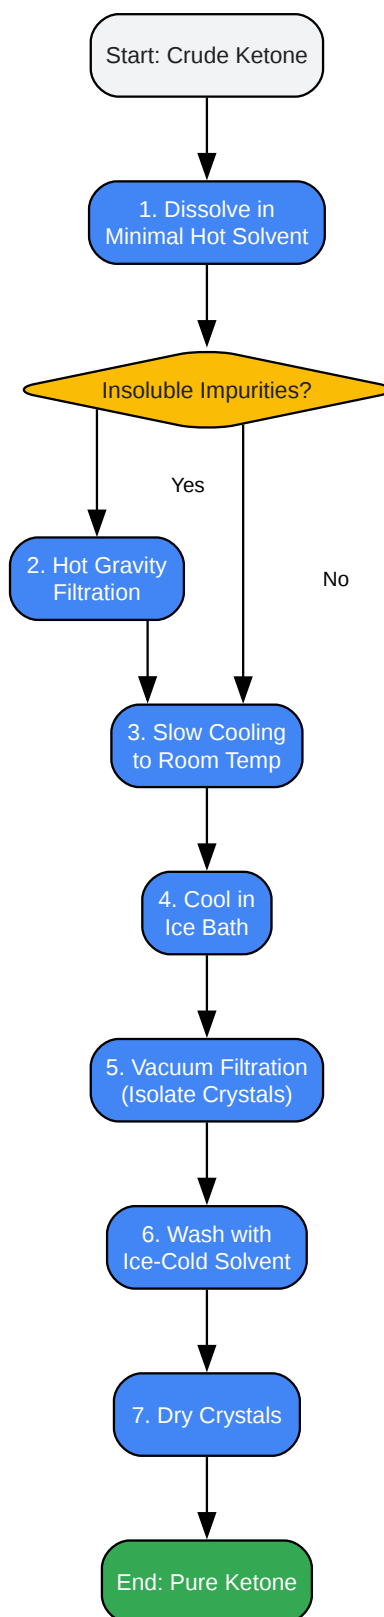 Start: Crude Ketone
1. Dissolve in
Minimal Hot Solvent
Insoluble Impurities?
Yes
2. Hot Gravity
Filtration
No
3. Slow Cooling
to Room Temp
4. Cool in
Ice Bath
5. Vacuum Filtration
(Isolate Crystals)
6. Wash with
Ice-Cold Solvent
7. Dry Crystals
End: Pure Ketone